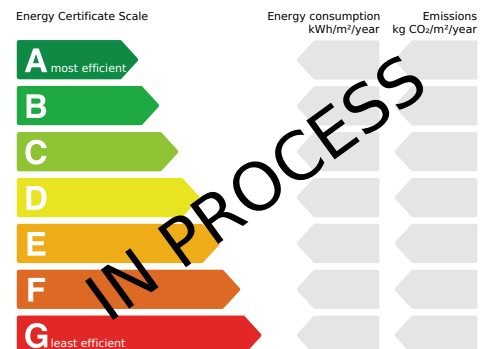 Energy Certificate Scale
Energy consumption
kWh/m²/year
Emissions
kg CO₂/m²/year
A most efficient
B
C
D
E
F
G least efficient
IN PROCESS